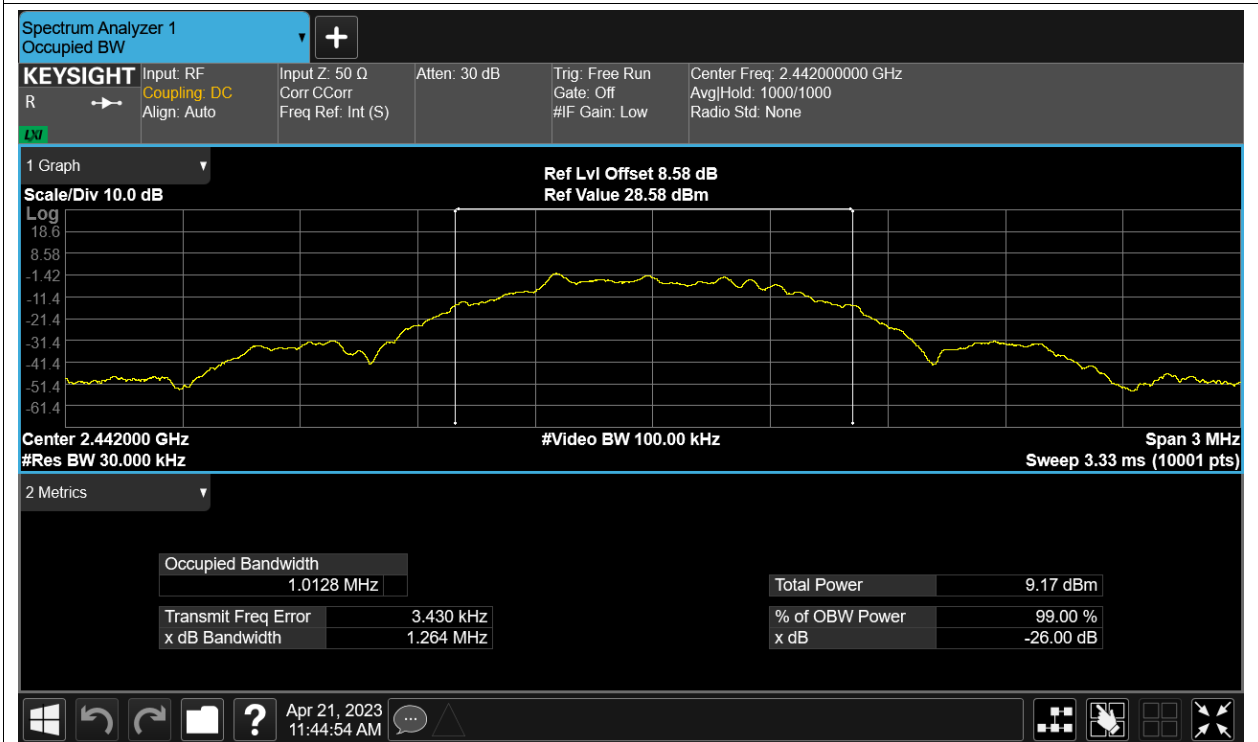 Spectrum Analyzer 1
Occupied BW
▼
+
KEYSIGHT Input: RF Input Z: 50 Ω Atten: 30 dB Trig: Free Run Center Freq: 2.442000000 GHz
R Coupling: DC Corr CCorr Gate: Off Avg|Hold: 1000/1000
Align: Auto Freq Ref: Int (S) #IF Gain: Low Radio Std: None
LXI
1 Graph ▼
Ref Lvl Offset 8.58 dB
Scale/Div 10.0 dB Ref Value 28.58 dBm
Log
18.6
8.58
-1.42
-11.4
-21.4
-31.4
-41.4
-51.4
-61.4
Center 2.442000 GHz #Video BW 100.00 kHz Span 3 MHz
#Res BW 30.000 kHz Sweep 3.33 ms (10001 pts)
2 Metrics ▼
Occupied Bandwidth
1.0128 MHz
Total Power 9.17 dBm
Transmit Freq Error 3.430 kHz % of OBW Power 99.00 %
x dB Bandwidth 1.264 MHz x dB -26.00 dB
? Apr 21, 2023
11:44:54 AM